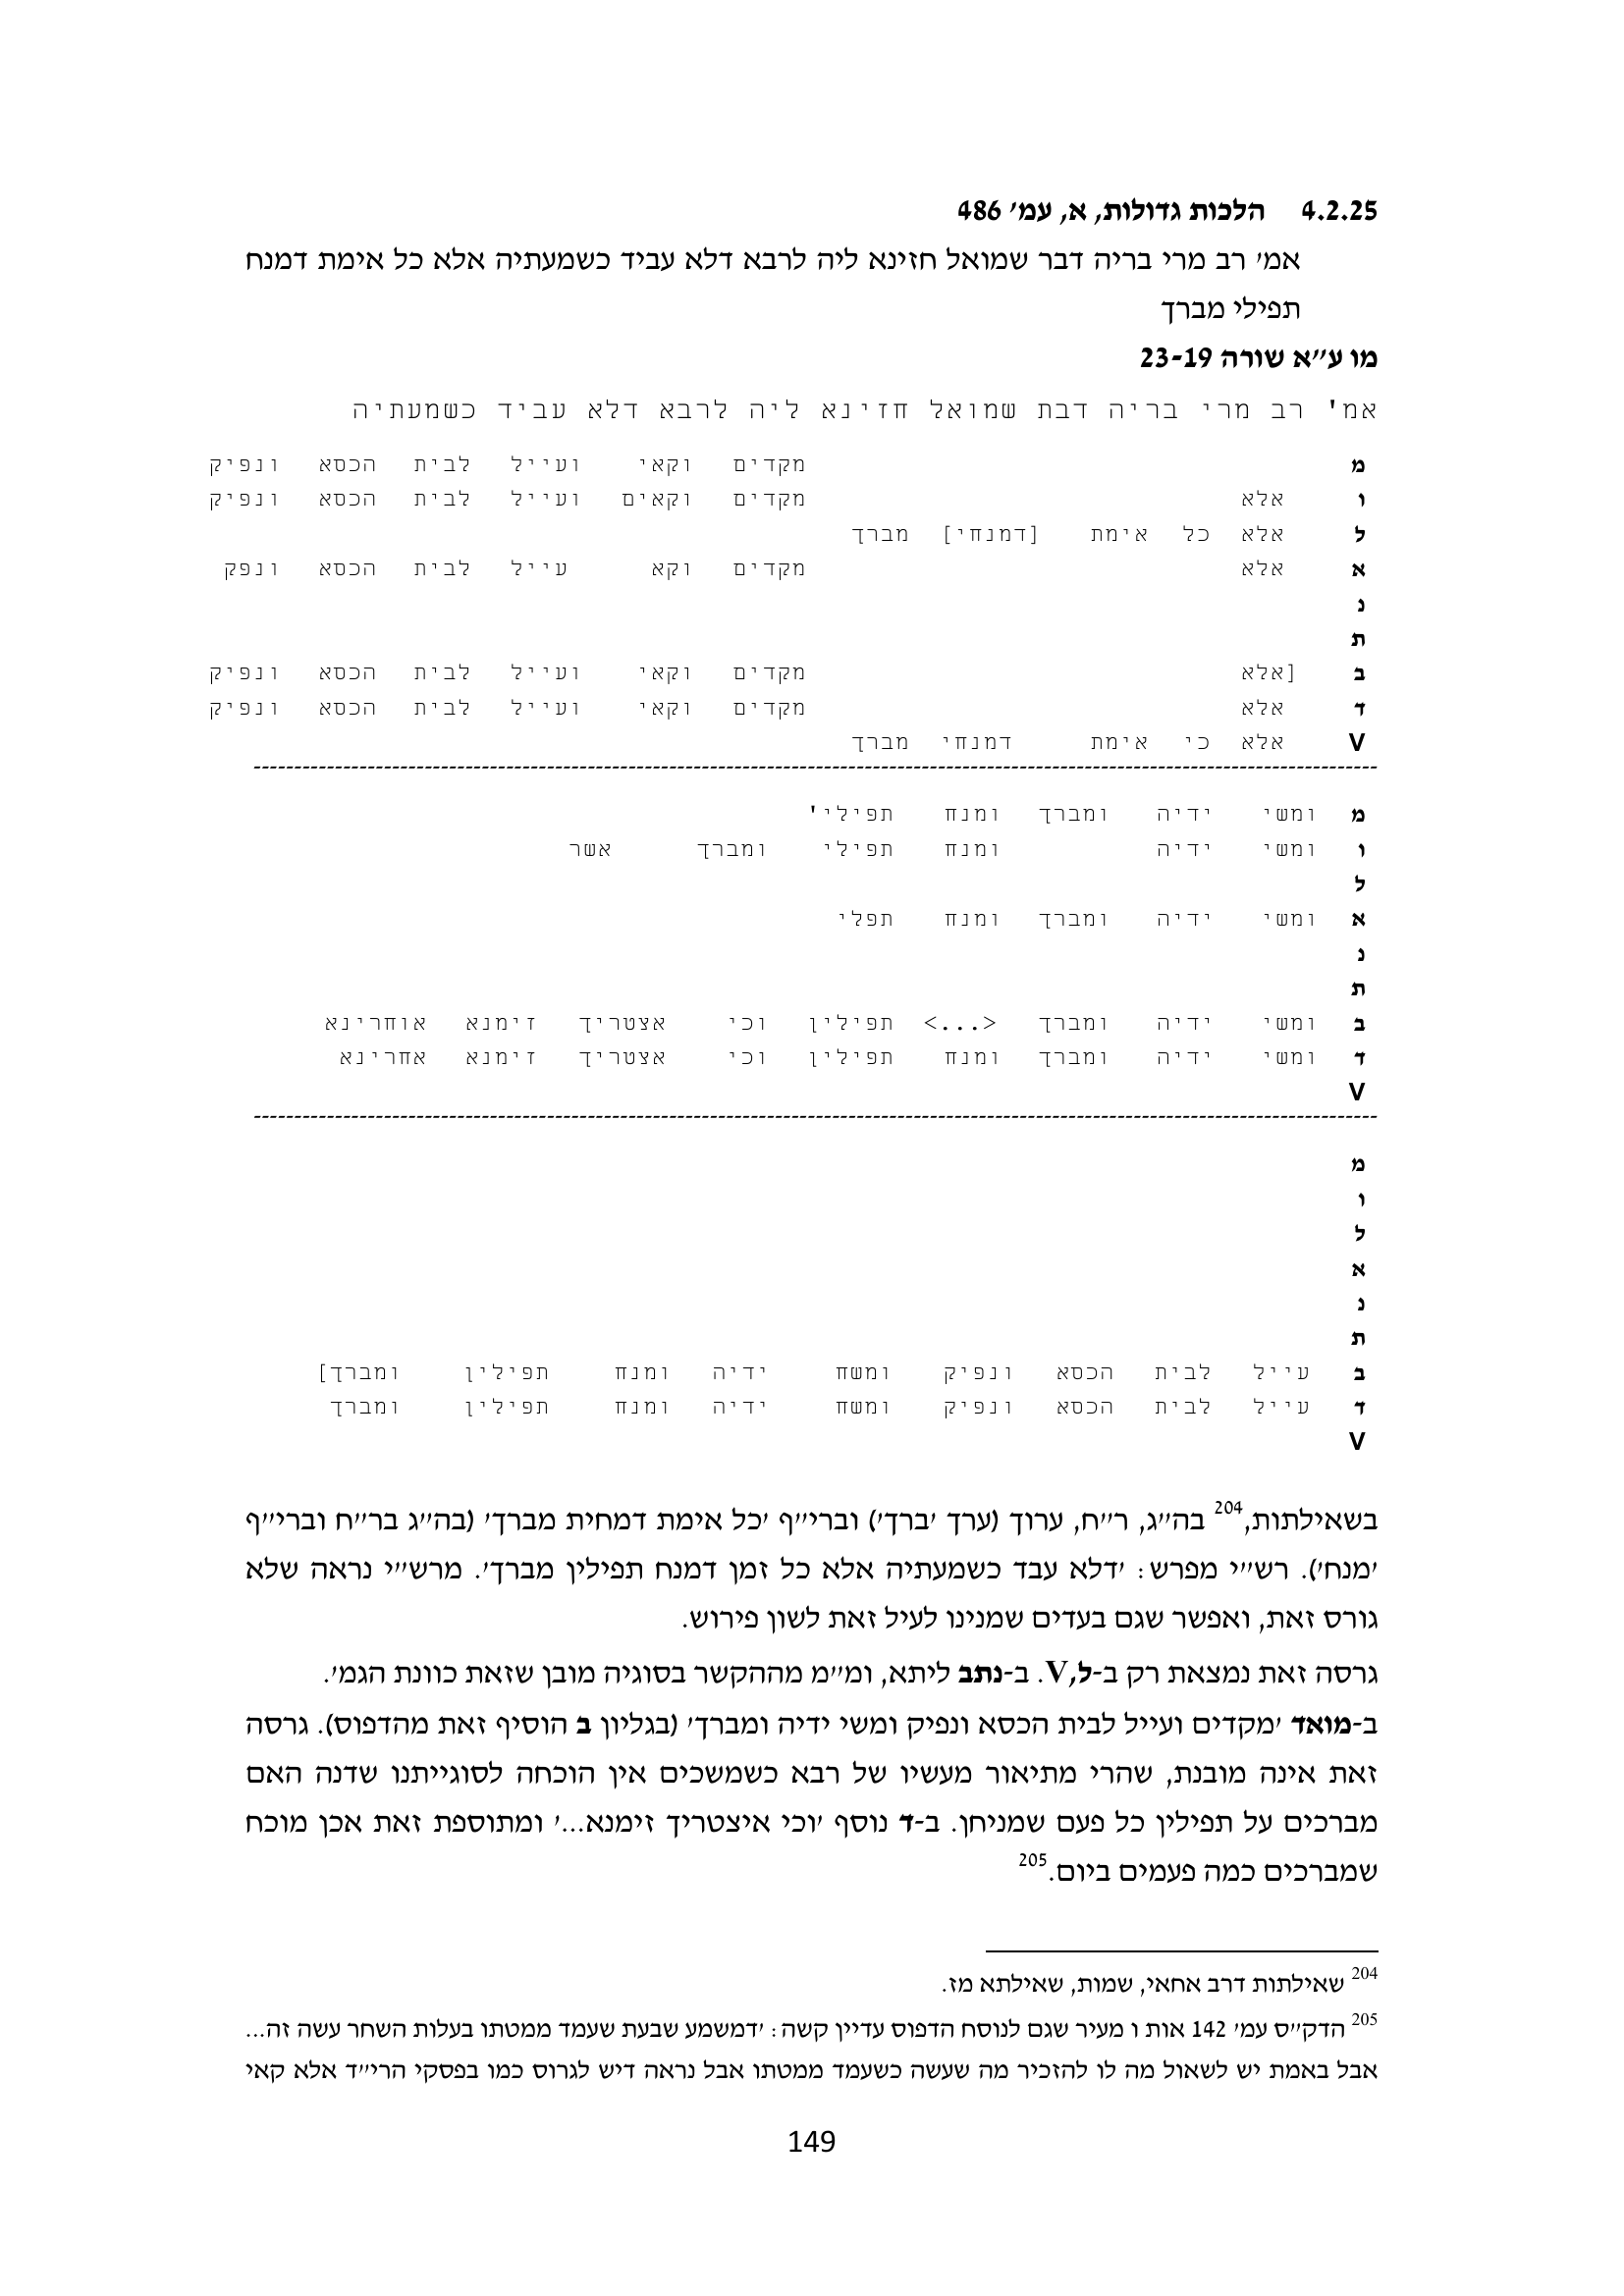 4.2.25 הלכות גדולות, א, עמ' 486
אמ' רב מרי בריה דבר שמואל חזינא ליה לרבא דלא עביד כשמעתיה אלא כל אימת דמנח
תפילי מברך
מו ע"א שורה 23-19
אמ' רב מרי בריה דבת שמואל חזינא ליה לרבא דלא עביד כשמעתיה
מ מקדים וקאי ועייל לבית הכסא ונפיק
ו אלא מקדים וקאים ועייל לבית הכסא ונפיק
ל אלא כל אימת [דמנחי] מברך
א אלא מקדים וקא עייל לבית הכסא ונפק
נ
ת
ב [אלא מקדים וקאי ועייל לבית הכסא ונפיק
ד אלא מקדים וקאי ועייל לבית הכסא ונפיק
V אלא כי אימת דמנחי מברך
מ ומשי ידיה ומברך ומנח תפילי'
ו ומשי ידיה ומנח תפילי ומברך אשר
ל
א ומשי ידיה ומברך ומנח תפלי
נ
ת
ב ומשי ידיה ומברך <...> תפילין וכי אצטריך זימנא אוחרינא
ד ומשי ידיה ומברך ומנח תפילין וכי אצטריך זימנא אחרינא
V
מ
ו
ל
א
נ
ת
ב עייל לבית הכסא ונפיק ומשח ידיה ומנח תפילין ומברך]
ד עייל לבית הכסא ונפיק ומשח ידיה ומנח תפילין ומברך
V
בשאילתות,204 בה"ג, ר"ח, ערוך (ערך 'ברך') וברי"ף 'כל אימת דמחית מברך' (בה"ג בר"ח וברי"ף
'מנח'). רש"י מפרש: 'דלא עבד כשמעתיה אלא כל זמן דמנח תפילין מברך'. מרש"י נראה שלא
גורס זאת, ואפשר שגם בעדים שמנינו לעיל זאת לשון פירוש.
גרסה זאת נמצאת רק ב-ל,V. ב-נתב ליתא, ומ"מ מההקשר בסוגיה מובן שזאת כוונת הגמ'.
ב-מואד 'מקדים ועייל לבית הכסא ונפיק ומשי ידיה ומברך' (בגליון ב הוסיף זאת מהדפוס). גרסה
זאת אינה מובנת, שהרי מתיאור מעשיו של רבא כשמשכים אין הוכחה לסוגייתנו שדנה האם
מברכים על תפילין כל פעם שמניחן. ב-ד נוסף 'וכי איצטריך זימנא...' ומתוספת זאת אכן מוכח
שמברכים כמה פעמים ביום.205
204 שאילתות דרב אחאי, שמות, שאילתא מז.
205 הדק"ס עמ' 142 אות ו מעיר שגם לנוסח הדפוס עדיין קשה: 'דמשמע שבעת שעמד ממטתו בעלות השחר עשה זה...
אבל באמת יש לשאול מה לו להזכיר מה שעשה כשעמד ממטתו אבל נראה דיש לגרוס כמו בפסקי הרי"ד אלא קאי
149